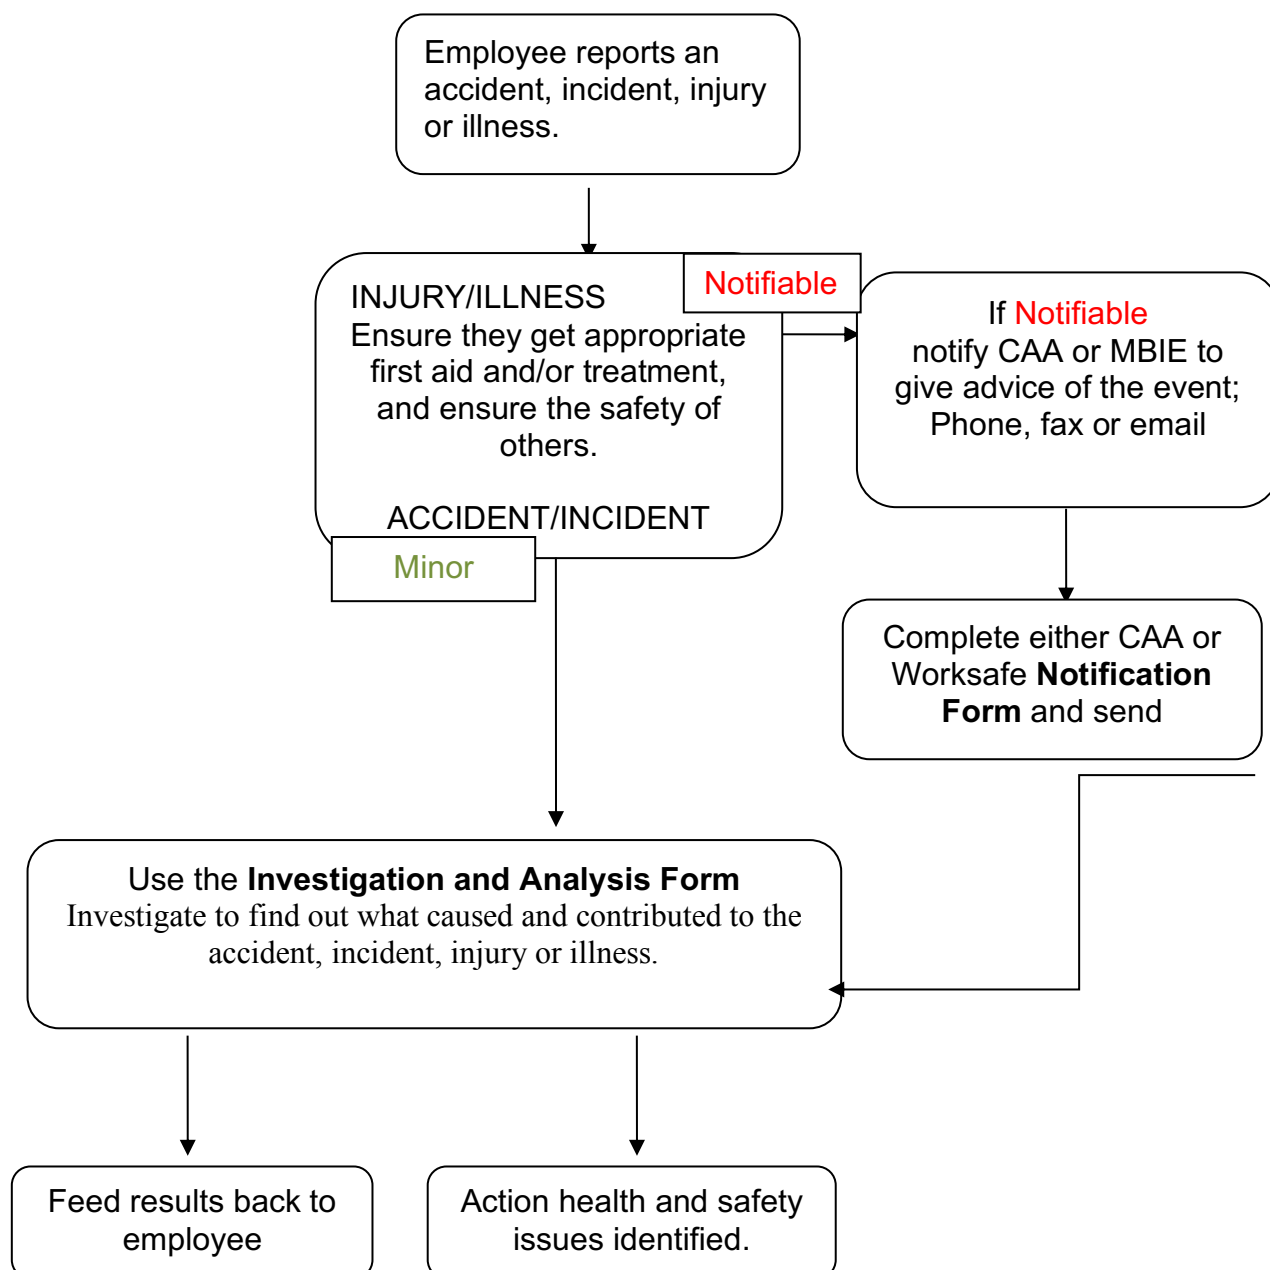 Employee reports an
accident, incident, injury
or illness.
Notifiable
INJURY/ILLNESS
Ensure they get appropriate
first aid and/or treatment,
and ensure the safety of
others.
ACCIDENT/INCIDENT
Minor
If Notifiable
notify CAA or MBIE to
give advice of the event;
Phone, fax or email
Complete either CAA or
Worksafe Notification
Form and send
Use the Investigation and Analysis Form
Investigate to find out what caused and contributed to the
accident, incident, injury or illness.
Feed results back to
employee
Action health and safety
issues identified.